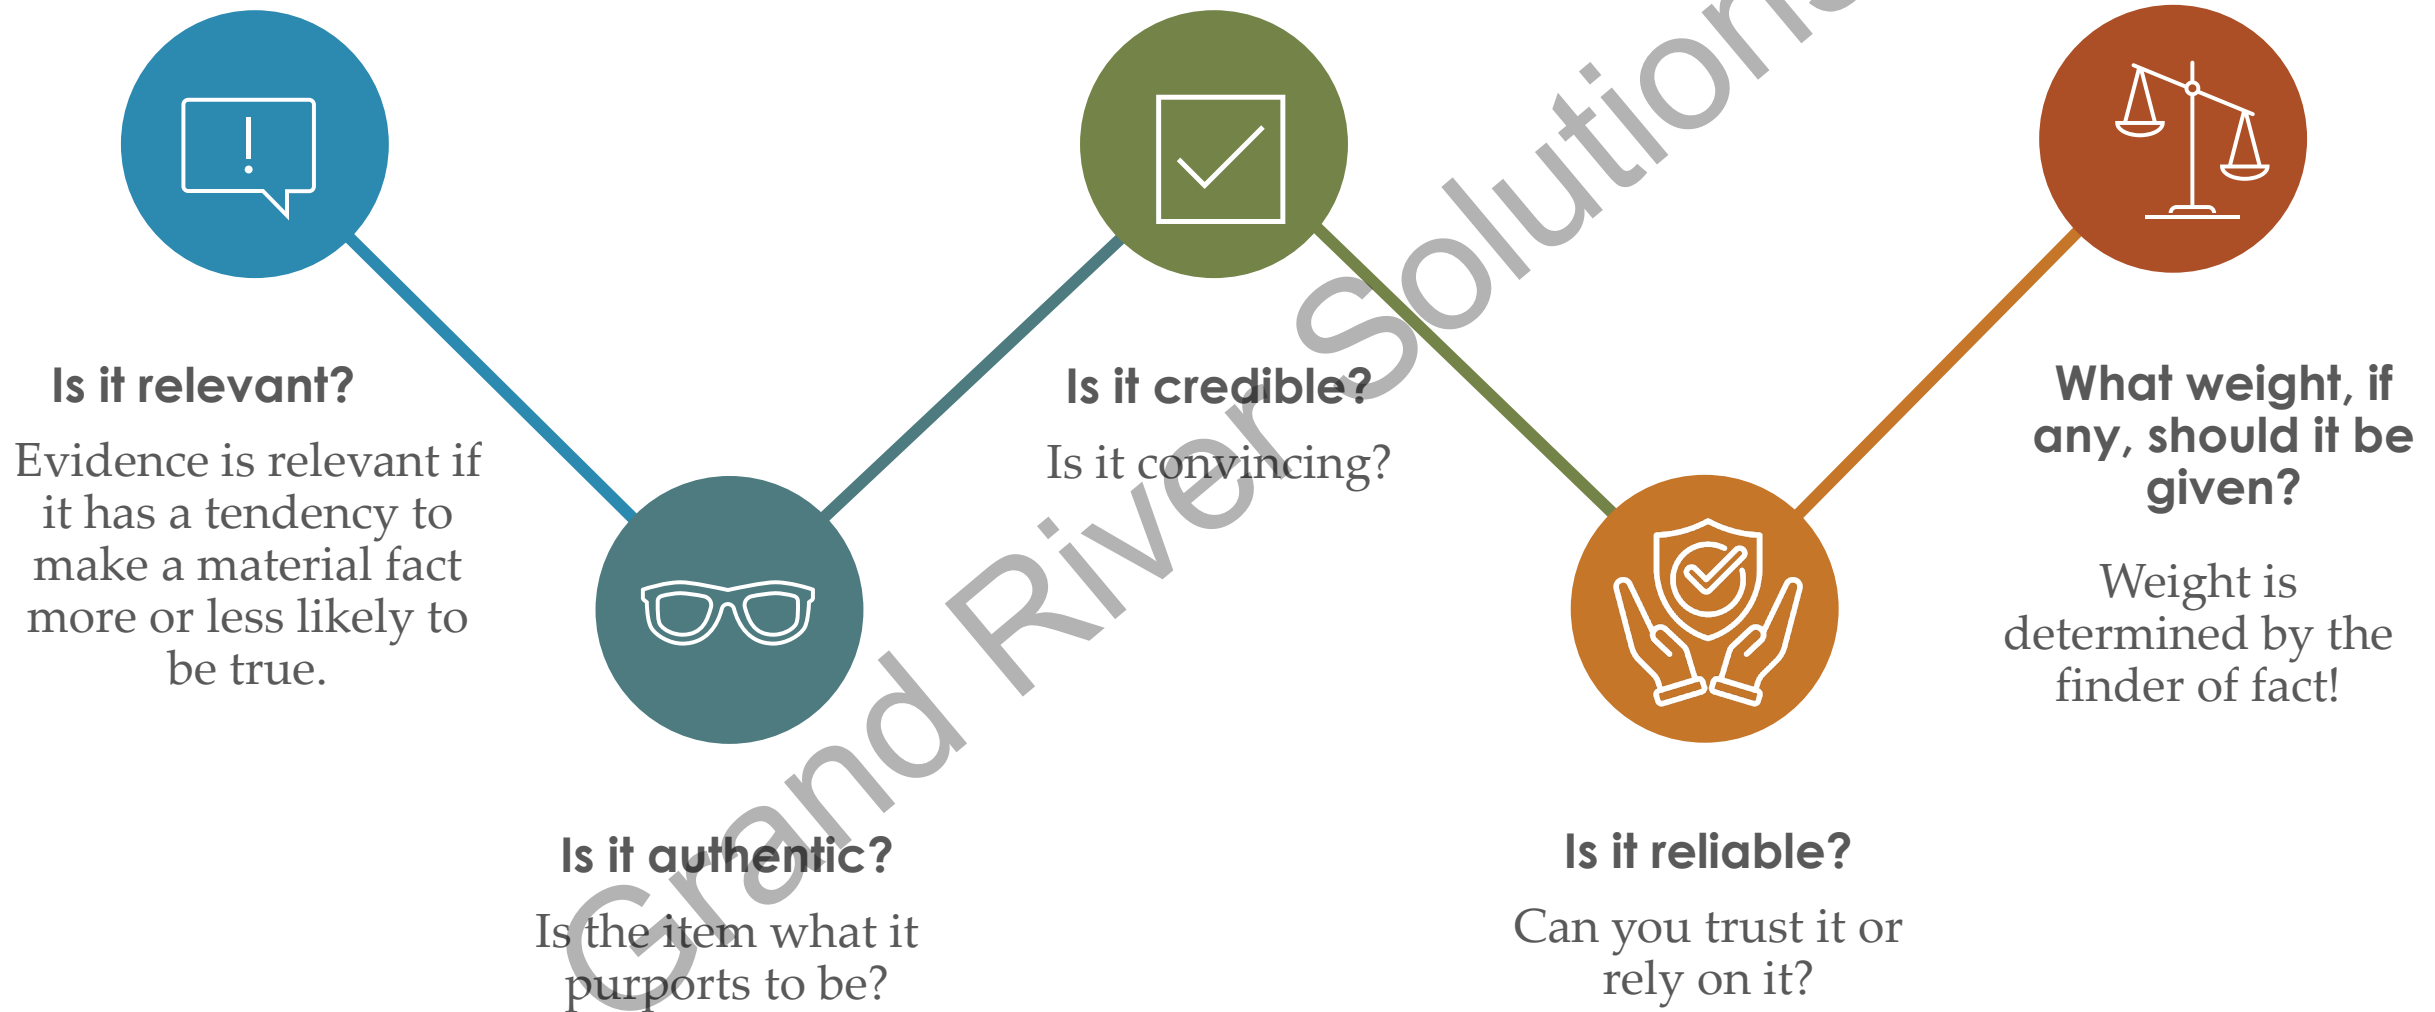 Is it relevant?
Evidence is relevant if
it has a tendency to
make a material fact
more or less likely to
be true.
Is it authentic?
Is the item what it
purports to be?
Is it credible?
Is it convincing?
Is it reliable?
Can you trust it or
rely on it?
What weight, if
any, should it be
given?
Weight is
determined by the
finder of fact!
Grand River Solutions